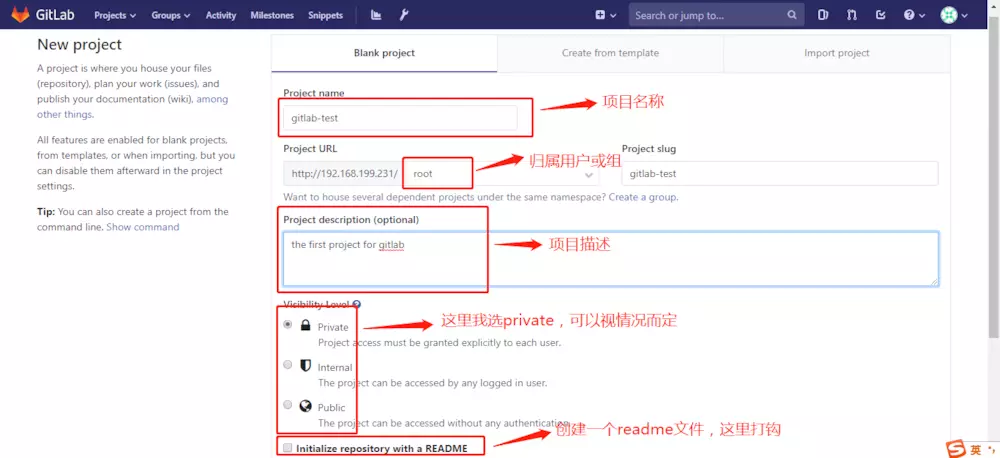 GitLab Projects Groups Activity Milestones Snippets Search or jump to...
New project
A project is where you house your files
(repository), plan your work (issues), and
publish your documentation (wiki), among
other things.
All features are enabled for blank projects,
from templates, or when importing, but you
can disable them afterward in the project
settings.
Tip: You can also create a project from the
command line. Show command
Blank project Create from template Import project
Project name
gitlab-test
项目名称
Project URL
http://192.168.199.231/ root
归属用户或组
Project slug
gitlab-test
Want to house several dependent projects under the same namespace? Create a group.
Project description (optional)
the first project for gitlab
项目描述
Visibility Level
Private
Project access must be granted explicitly to each user.
这里我选private，可以视情况而定
Internal
The project can be accessed by any logged in user.
Public
The project can be accessed without any authentication.
Initialize repository with a README
创建一个readme文件，这里打钩
英